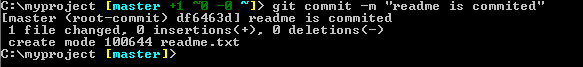 C:\myproject [master +1 ~0 -0 ~]> git commit -m "readme is commited"
[master (root-commit) df6463d] readme is commited
 1 file changed, 0 insertions(+), 0 deletions(-)
 create mode 100644 readme.txt
C:\myproject [master]>